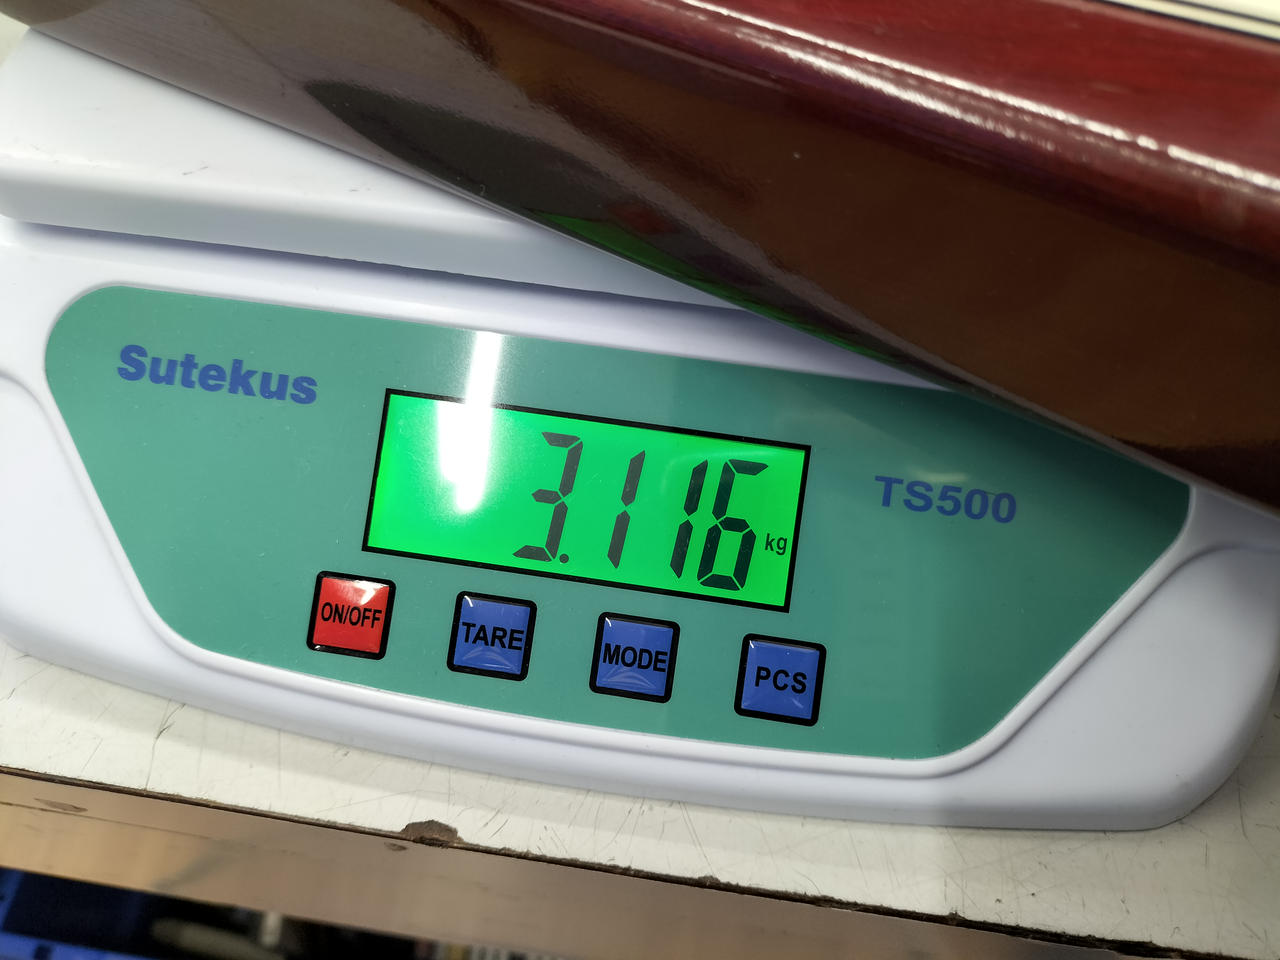 Sutekus
3.116 kg
TS500
ON/OFF
TARE
MODE
PCS